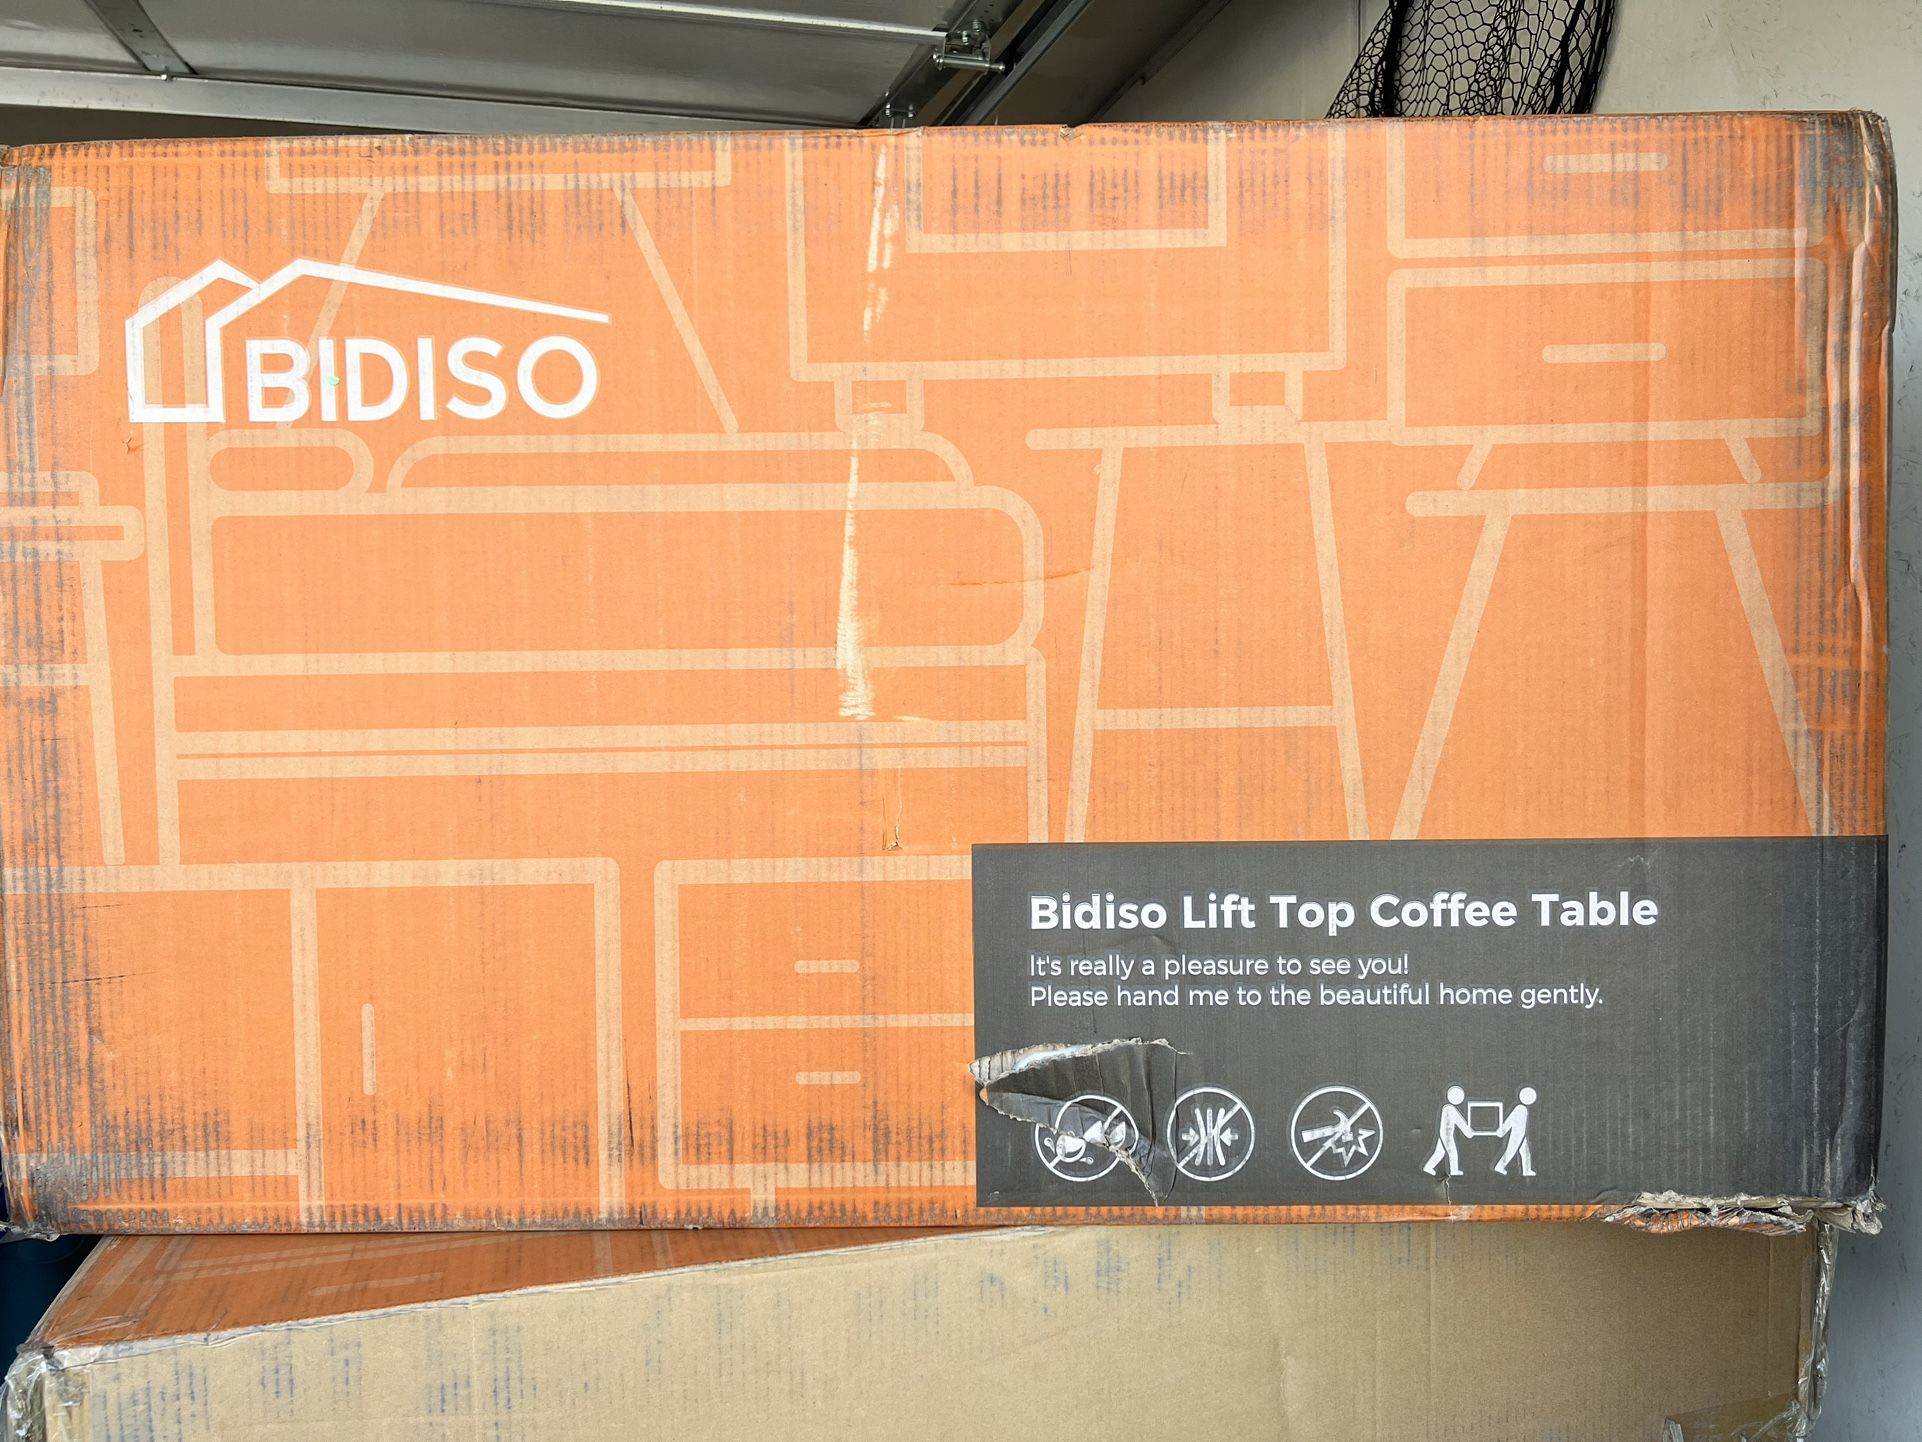 BIDISO
Bidiso Lift Top Coffee Table
It's really a pleasure to see you!
Please hand me to the beautiful home gently.